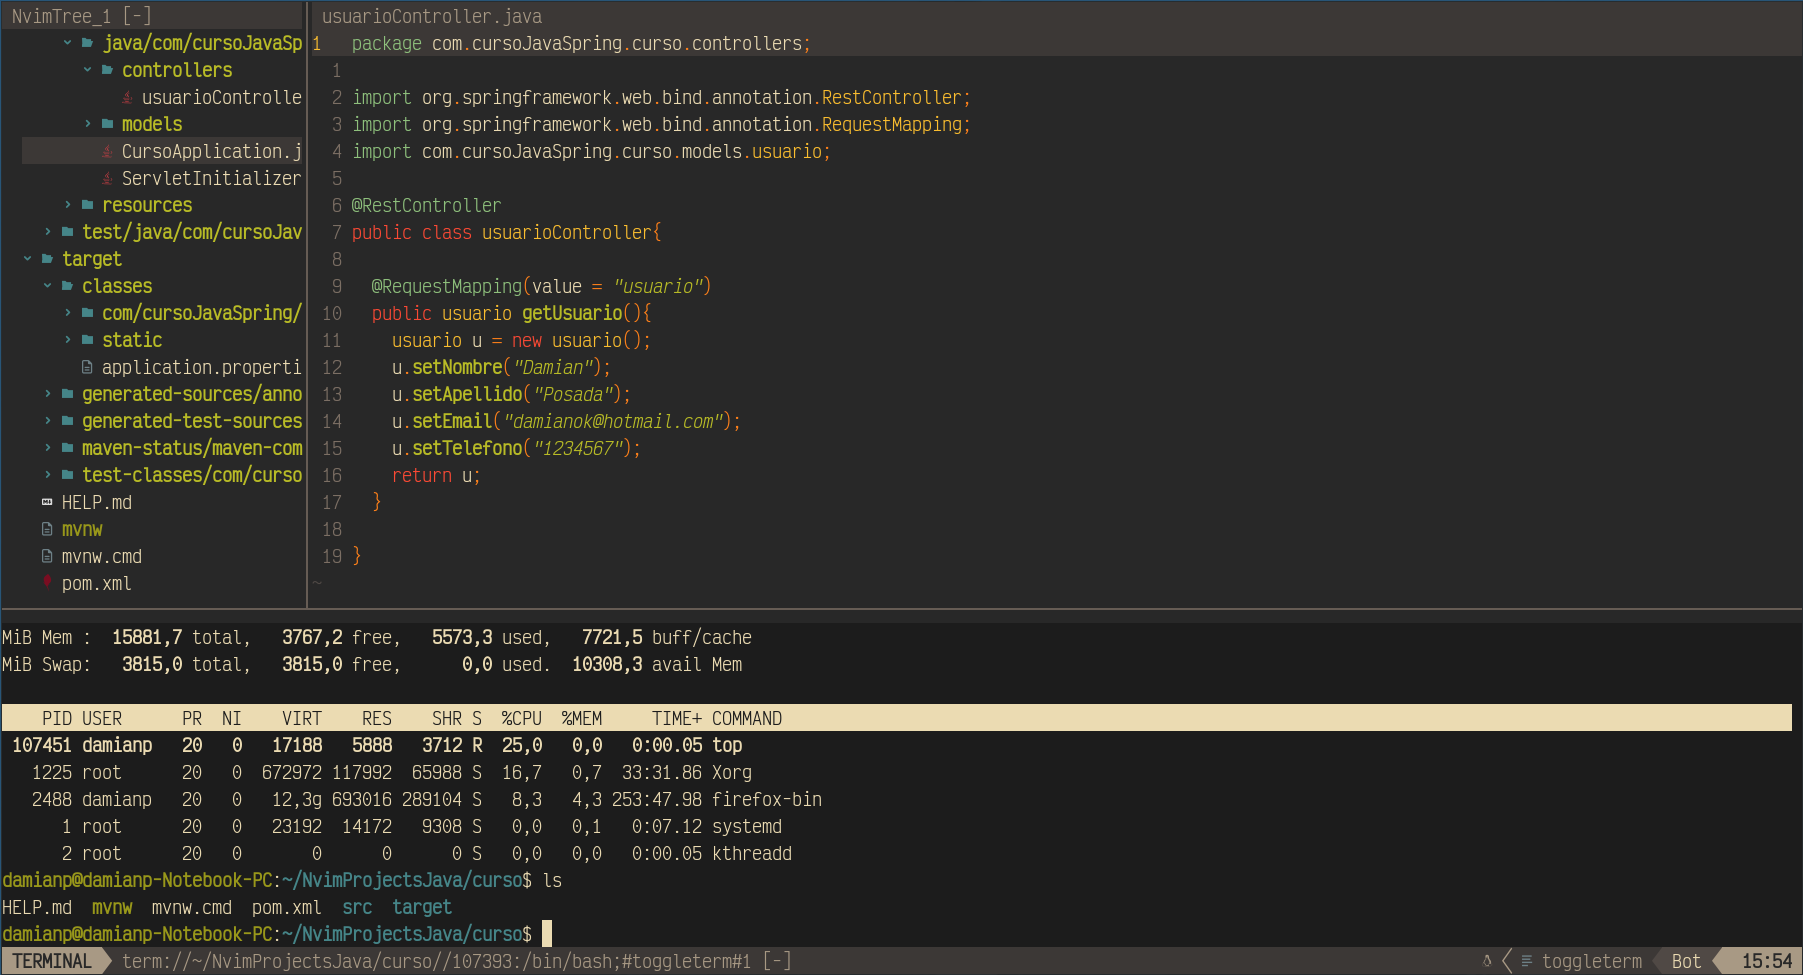 NvimTree_1 [-]
java/com/cursoJavaSp
controllers
usuarioControlle
models
CursoApplication.j
ServletInitializer
resources
test/java/com/cursoJav
target
classes
com/cursoJavaSpring/
static
application.properti
generated-sources/anno
generated-test-sources
maven-status/maven-com
test-classes/com/curso
HELP.md
mvnw
mvnw.cmd
pom.xml
usuarioController.java
1 package com.cursoJavaSpring.curso.controllers;
1
2 import org.springframework.web.bind.annotation.RestController;
3 import org.springframework.web.bind.annotation.RequestMapping;
4 import com.cursoJavaSpring.curso.models.usuario;
5
6 @RestController
7 public class usuarioController{
8
9 @RequestMapping(value = "usuario")
10 public usuario getUsuario(){
11 usuario u = new usuario();
12 u.setNombre("Damian");
13 u.setApellido("Posada");
14 u.setEmail("damianok@hotmail.com");
15 u.setTelefono("1234567");
16 return u;
17 }
18
19 }
~
MiB Mem : 15881,7 total, 3767,2 free, 5573,3 used, 7721,5 buff/cache
MiB Swap: 3815,0 total, 3815,0 free, 0,0 used. 10308,3 avail Mem
PID USER PR NI VIRT RES SHR S %CPU %MEM TIME+ COMMAND
107451 damianp 20 0 17188 5888 3712 R 25,0 0,0 0:00.05 top
1225 root 20 0 672972 117992 65988 S 16,7 0,7 33:31.86 Xorg
2488 damianp 20 0 12,3g 693016 289104 S 8,3 4,3 253:47.98 firefox-bin
1 root 20 0 23192 14172 9308 S 0,0 0,1 0:07.12 systemd
2 root 20 0 0 0 0 S 0,0 0,0 0:00.05 kthreadd
damianp@damianp-Notebook-PC:~/NvimProjectsJava/curso$ ls
HELP.md mvnw mvnw.cmd pom.xml src target
damianp@damianp-Notebook-PC:~/NvimProjectsJava/curso$
TERMINAL term://~/NvimProjectsJava/curso//107393:/bin/bash;#toggleterm#1 [-] toggleterm Bot 15:54